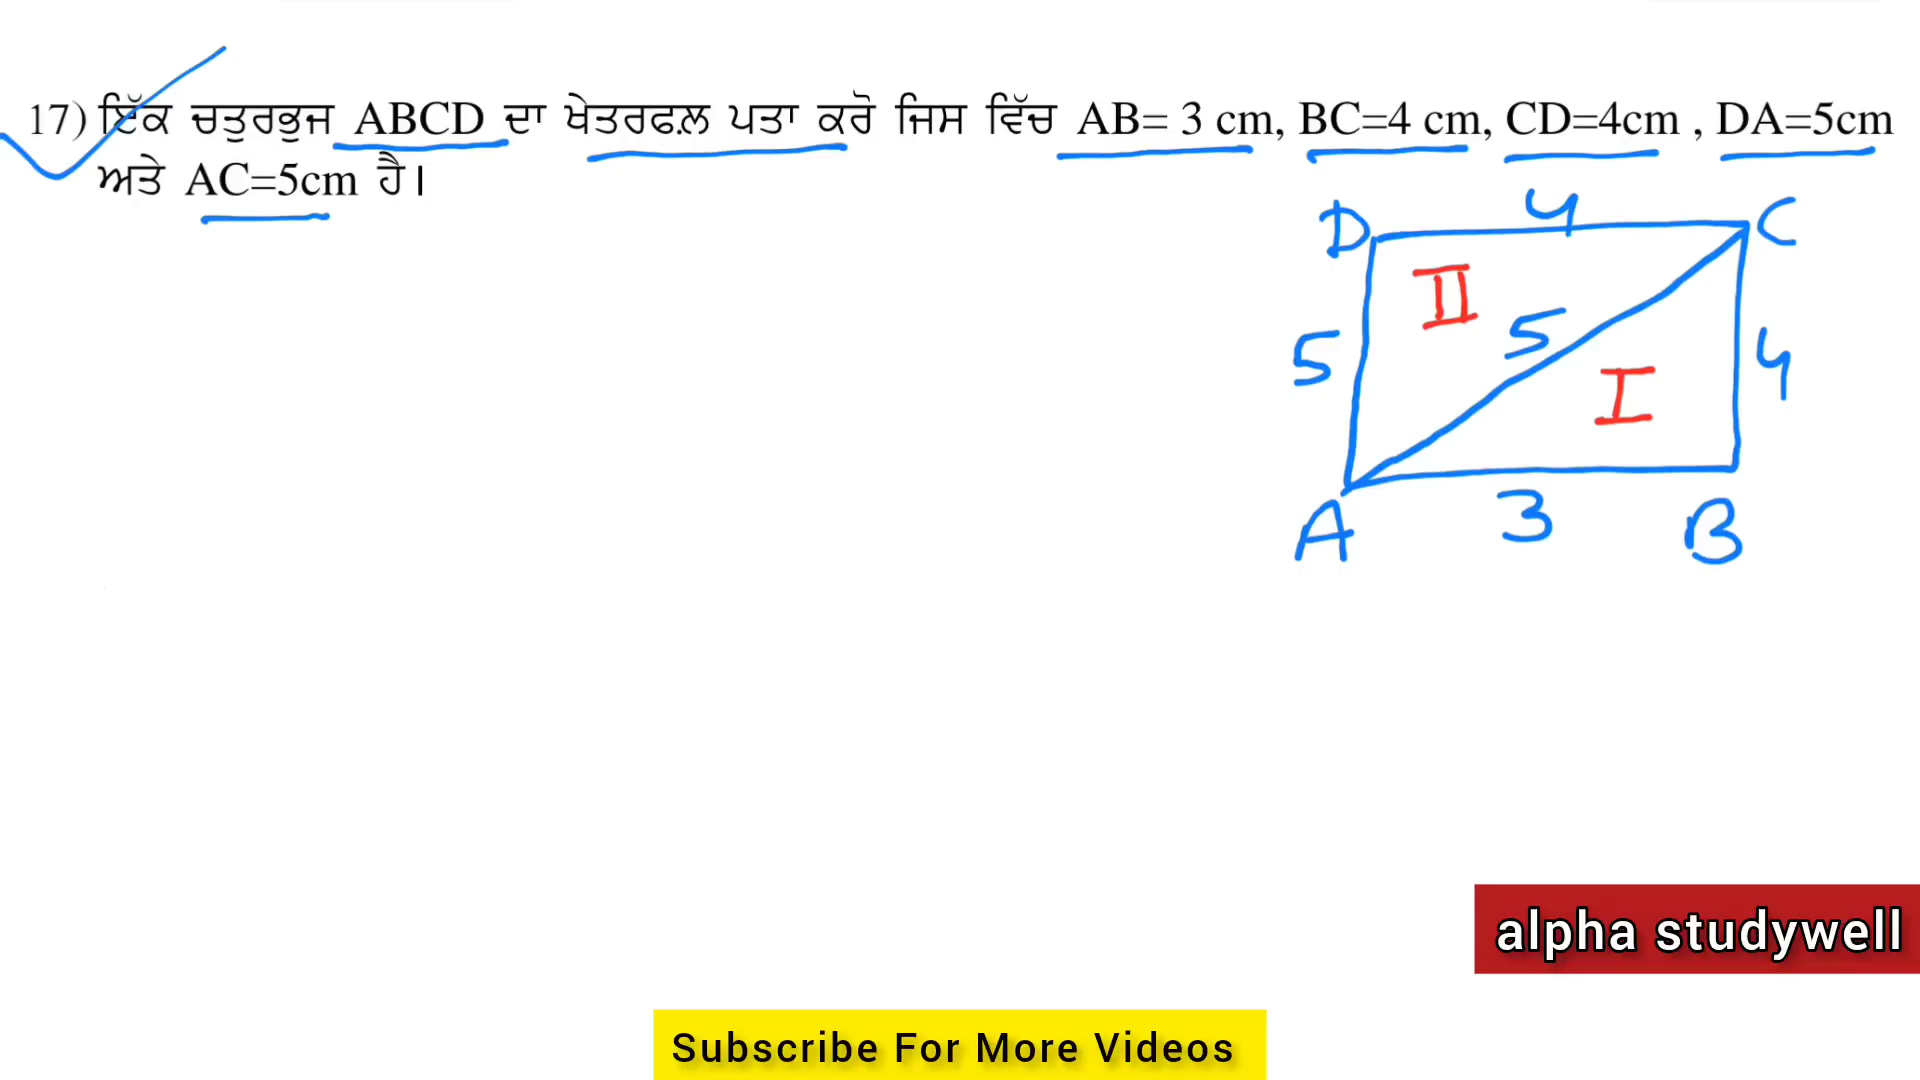 17) ਇੱਕ ਚਤੁਰਭੁਜ ABCD ਦਾ ਖੇਤਰਫਲ਼ ਪਤਾ ਕਰੋ ਜਿਸ ਵਿੱਚ AB= 3 cm, BC=4 cm, CD=4cm , DA=5cm
ਅਤੇ AC=5cm ਹੈ।
D 4 C
II
5 5 4
I
A 3 B
alpha studywell
Subscribe For More Videos